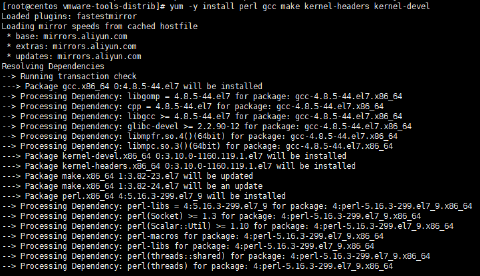 [root@centos vmware-tools-distrib]# yum -y install perl gcc make kernel-headers kernel-devel
Loaded plugins: fastestmirror
Loading mirror speeds from cached hostfile
 * base: mirrors.aliyun.com
 * extras: mirrors.aliyun.com
 * updates: mirrors.aliyun.com
Resolving Dependencies
--> Running transaction check
---> Package gcc.x86_64 0:4.8.5-44.el7 will be installed
--> Processing Dependency: libgomp = 4.8.5-44.el7 for package: gcc-4.8.5-44.el7.x86_64
--> Processing Dependency: cpp = 4.8.5-44.el7 for package: gcc-4.8.5-44.el7.x86_64
--> Processing Dependency: libgcc >= 4.8.5-44.el7 for package: gcc-4.8.5-44.el7.x86_64
--> Processing Dependency: glibc-devel >= 2.2.90-12 for package: gcc-4.8.5-44.el7.x86_64
--> Processing Dependency: libmpfr.so.4()(64bit) for package: gcc-4.8.5-44.el7.x86_64
--> Processing Dependency: libmpc.so.3()(64bit) for package: gcc-4.8.5-44.el7.x86_64
---> Package kernel-devel.x86_64 0:3.10.0-1160.119.1.el7 will be installed
---> Package kernel-headers.x86_64 0:3.10.0-1160.119.1.el7 will be installed
---> Package make.x86_64 1:3.82-23.el7 will be updated
---> Package make.x86_64 1:3.82-24.el7 will be an update
---> Package perl.x86_64 4:5.16.3-299.el7_9 will be installed
--> Processing Dependency: perl-libs = 4:5.16.3-299.el7_9 for package: 4:perl-5.16.3-299.el7_9.x86_64
--> Processing Dependency: perl(Socket) >= 1.3 for package: 4:perl-5.16.3-299.el7_9.x86_64
--> Processing Dependency: perl(Scalar::Util) >= 1.10 for package: 4:perl-5.16.3-299.el7_9.x86_64
--> Processing Dependency: perl-macros for package: 4:perl-5.16.3-299.el7_9.x86_64
--> Processing Dependency: perl-libs for package: 4:perl-5.16.3-299.el7_9.x86_64
--> Processing Dependency: perl(threads::shared) for package: 4:perl-5.16.3-299.el7_9.x86_64
--> Processing Dependency: perl(threads) for package: 4:perl-5.16.3-299.el7_9.x86_64